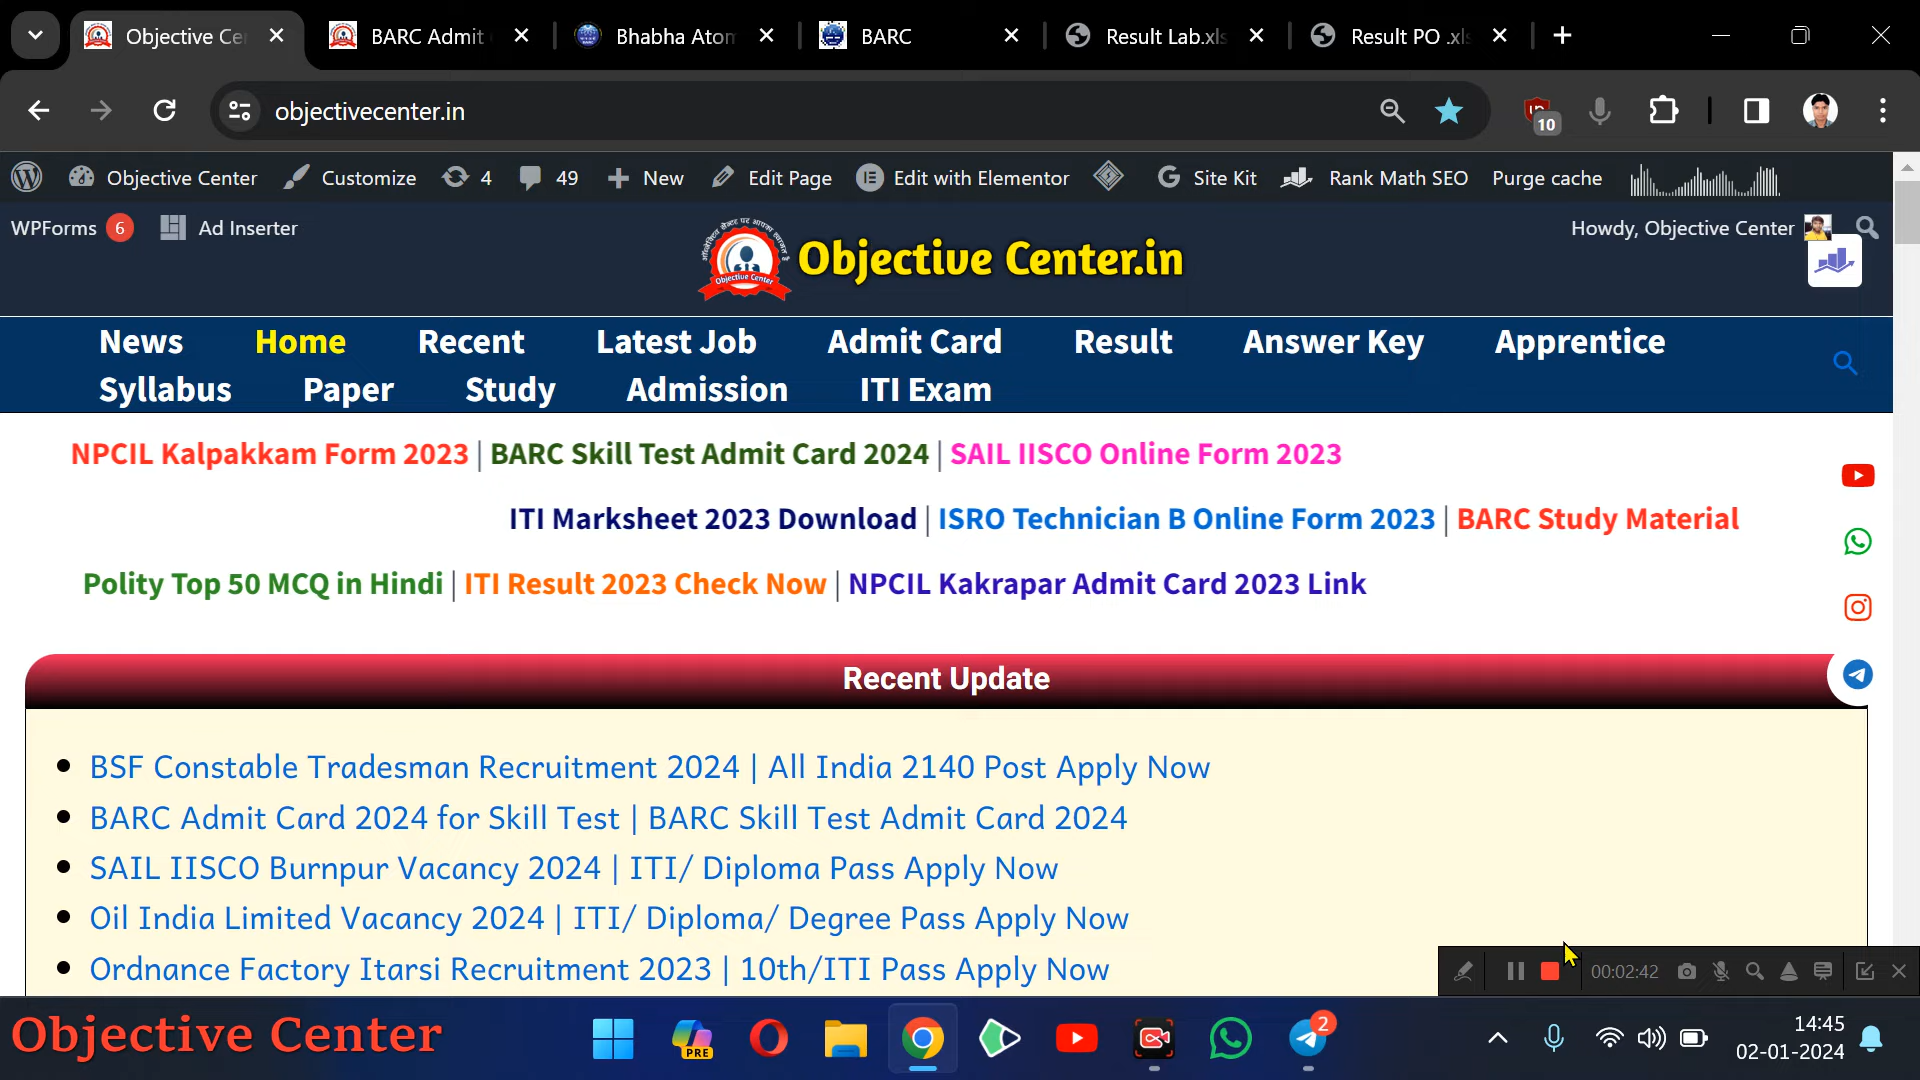 Objective Ce
BARC Admit
Bhabha Aton
BARC
Result Lab.xls
Result PO .xls
objectivecenter.in
10
Objective Center
Customize
4
49
New
Edit Page
Edit with Elementor
Site Kit
Rank Math SEO
Purge cache
WPForms 6
Ad Inserter
Howdy, Objective Center
Objective Center
Objective Center.in
News Home Recent Latest Job Admit Card Result Answer Key Apprentice
Syllabus Paper Study Admission ITI Exam
NPCIL Kalpakkam Form 2023 | BARC Skill Test Admit Card 2024 | SAIL IISCO Online Form 2023
ITI Marksheet 2023 Download | ISRO Technician B Online Form 2023 | BARC Study Material
Polity Top 50 MCQ in Hindi | ITI Result 2023 Check Now | NPCIL Kakrapar Admit Card 2023 Link
Recent Update
BSF Constable Tradesman Recruitment 2024 | All India 2140 Post Apply Now
BARC Admit Card 2024 for Skill Test | BARC Skill Test Admit Card 2024
SAIL IISCO Burnpur Vacancy 2024 | ITI/ Diploma Pass Apply Now
Oil India Limited Vacancy 2024 | ITI/ Diploma/ Degree Pass Apply Now
Ordnance Factory Itarsi Recruitment 2023 | 10th/ITI Pass Apply Now
00:02:42
Objective Center
PRE
2
14:45
02-01-2024